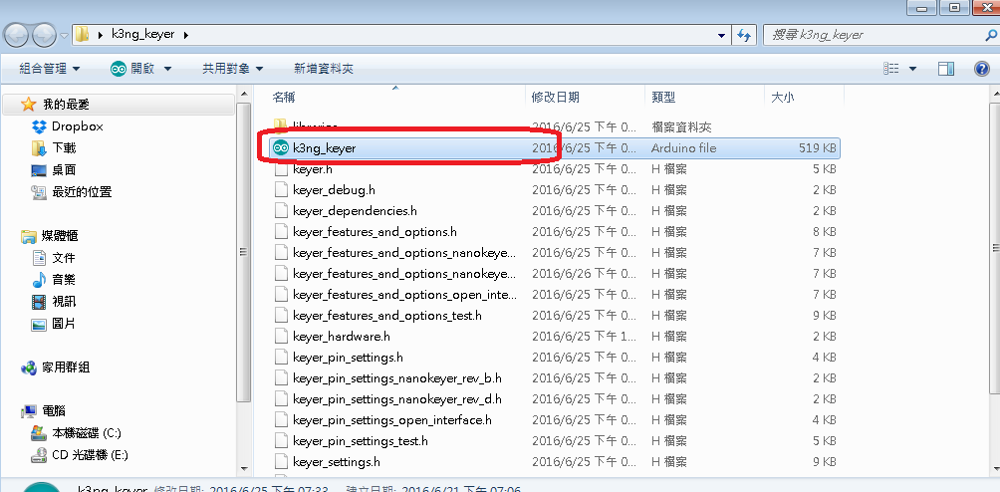 k3ng_keyer
搜尋 k3ng_keyer
組合管理 開啟 共用對象 新增資料夾
我的最愛
Dropbox
下載
桌面
最近的位置
媒體櫃
文件
音樂
視訊
圖片
家用群組
電腦
本機磁碟 (C:)
CD 光碟機 (E:)
名稱 修改日期 類型 大小
libraries 2016/6/25 下午 0... 檔案資料夾
k3ng_keyer 2016/6/25 下午 0... Arduino file 519 KB
keyer.h 2016/6/25 下午 0... H 檔案 5 KB
keyer_debug.h 2016/6/25 下午 0... H 檔案 2 KB
keyer_dependencies.h 2016/6/25 下午 0... H 檔案 2 KB
keyer_features_and_options.h 2016/6/25 下午 0... H 檔案 8 KB
keyer_features_and_options_nanokeye... 2016/6/25 下午 0... H 檔案 7 KB
keyer_features_and_options_nanokeye... 2016/6/26 下午 0... H 檔案 7 KB
keyer_features_and_options_open_inte... 2016/6/25 下午 0... H 檔案 7 KB
keyer_features_and_options_test.h 2016/6/25 下午 0... H 檔案 9 KB
keyer_hardware.h 2016/6/25 下午 1... H 檔案 2 KB
keyer_pin_settings.h 2016/6/25 下午 0... H 檔案 4 KB
keyer_pin_settings_nanokeyer_rev_b.h 2016/6/25 下午 0... H 檔案 2 KB
keyer_pin_settings_nanokeyer_rev_d.h 2016/6/25 下午 0... H 檔案 2 KB
keyer_pin_settings_open_interface.h 2016/6/25 下午 0... H 檔案 4 KB
keyer_pin_settings_test.h 2016/6/25 下午 0... H 檔案 5 KB
keyer_settings.h 2016/6/25 下午 0... H 檔案 9 KB
k3ng_keyer 修改日期: 2016/6/25 下午 07:33 建立日期: 2016/6/21 下午 07:06